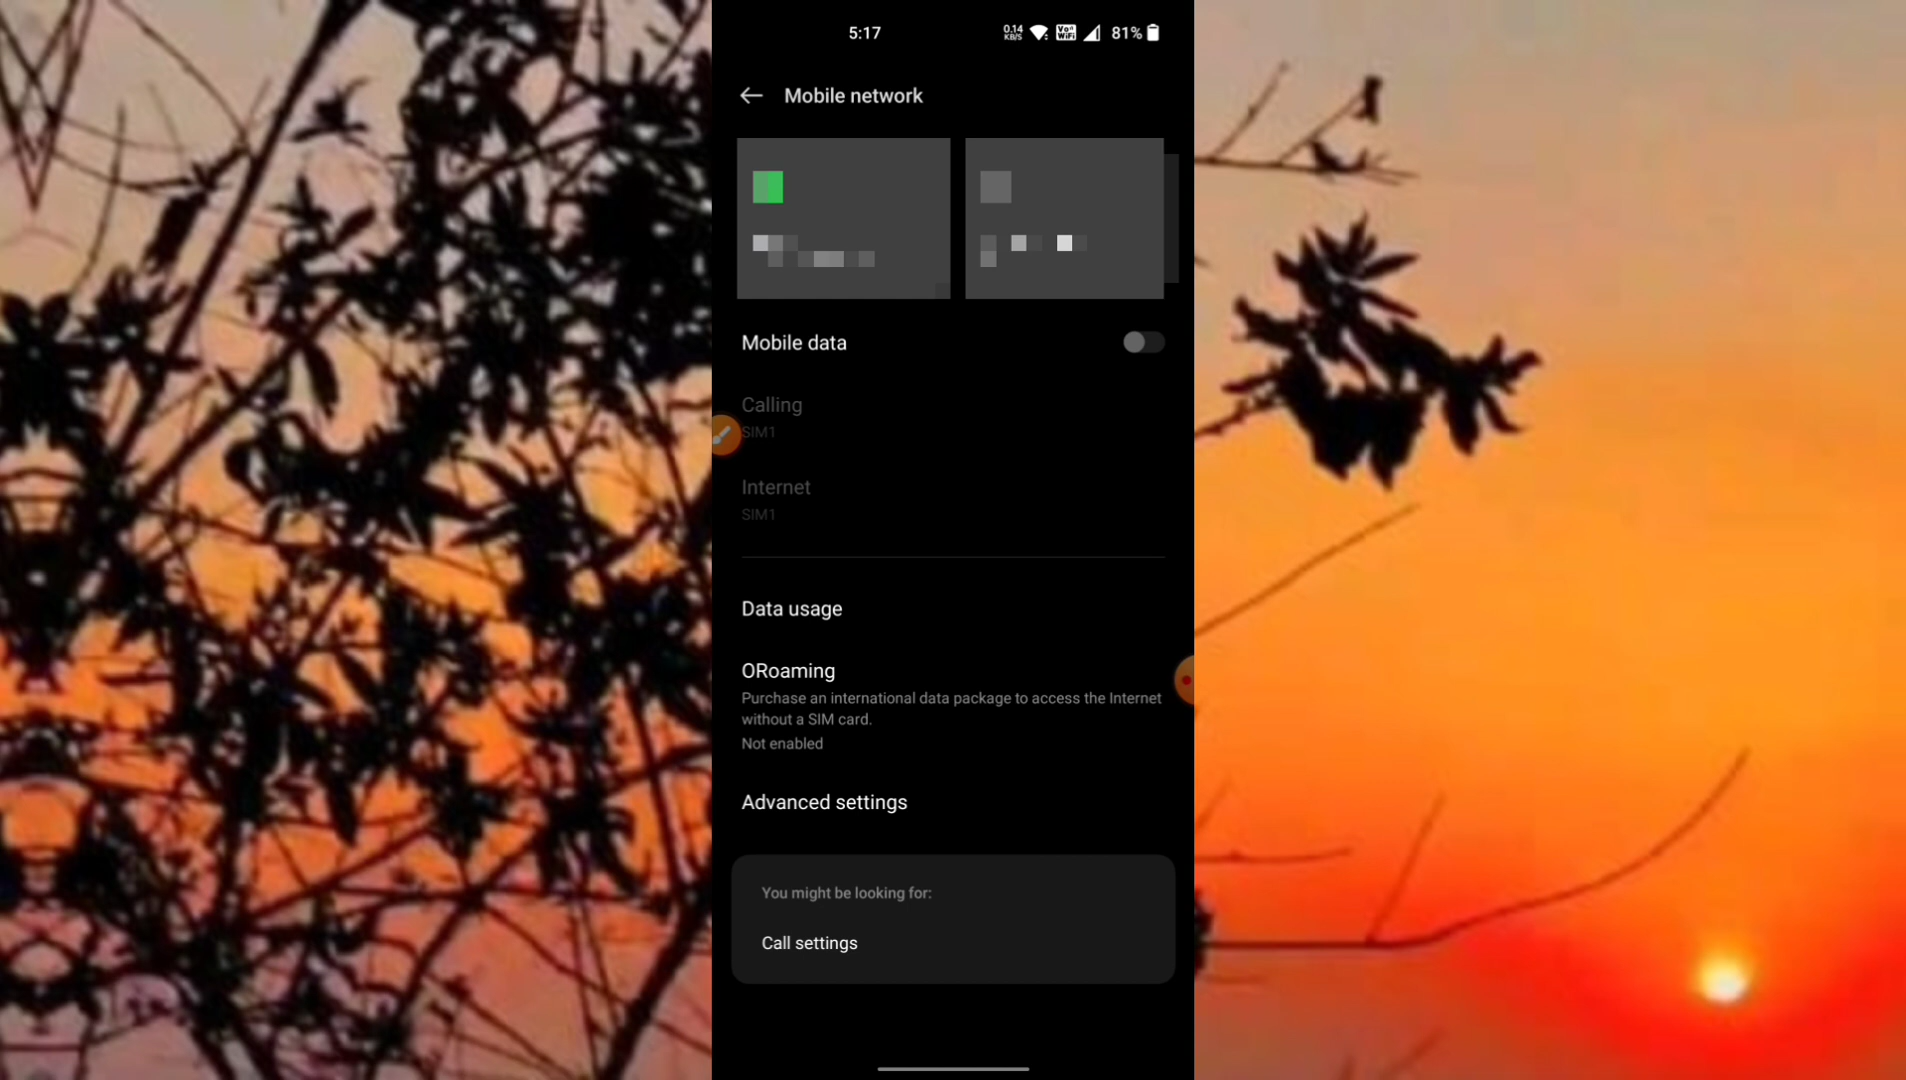 5:17
0.14 KB/S Vo WiFi 81%
Mobile network
Mobile data
Calling
SIM1
Internet
SIM1
Data usage
ORoaming
Purchase an international data package to access the Internet
without a SIM card.
Not enabled
Advanced settings
You might be looking for:
Call settings